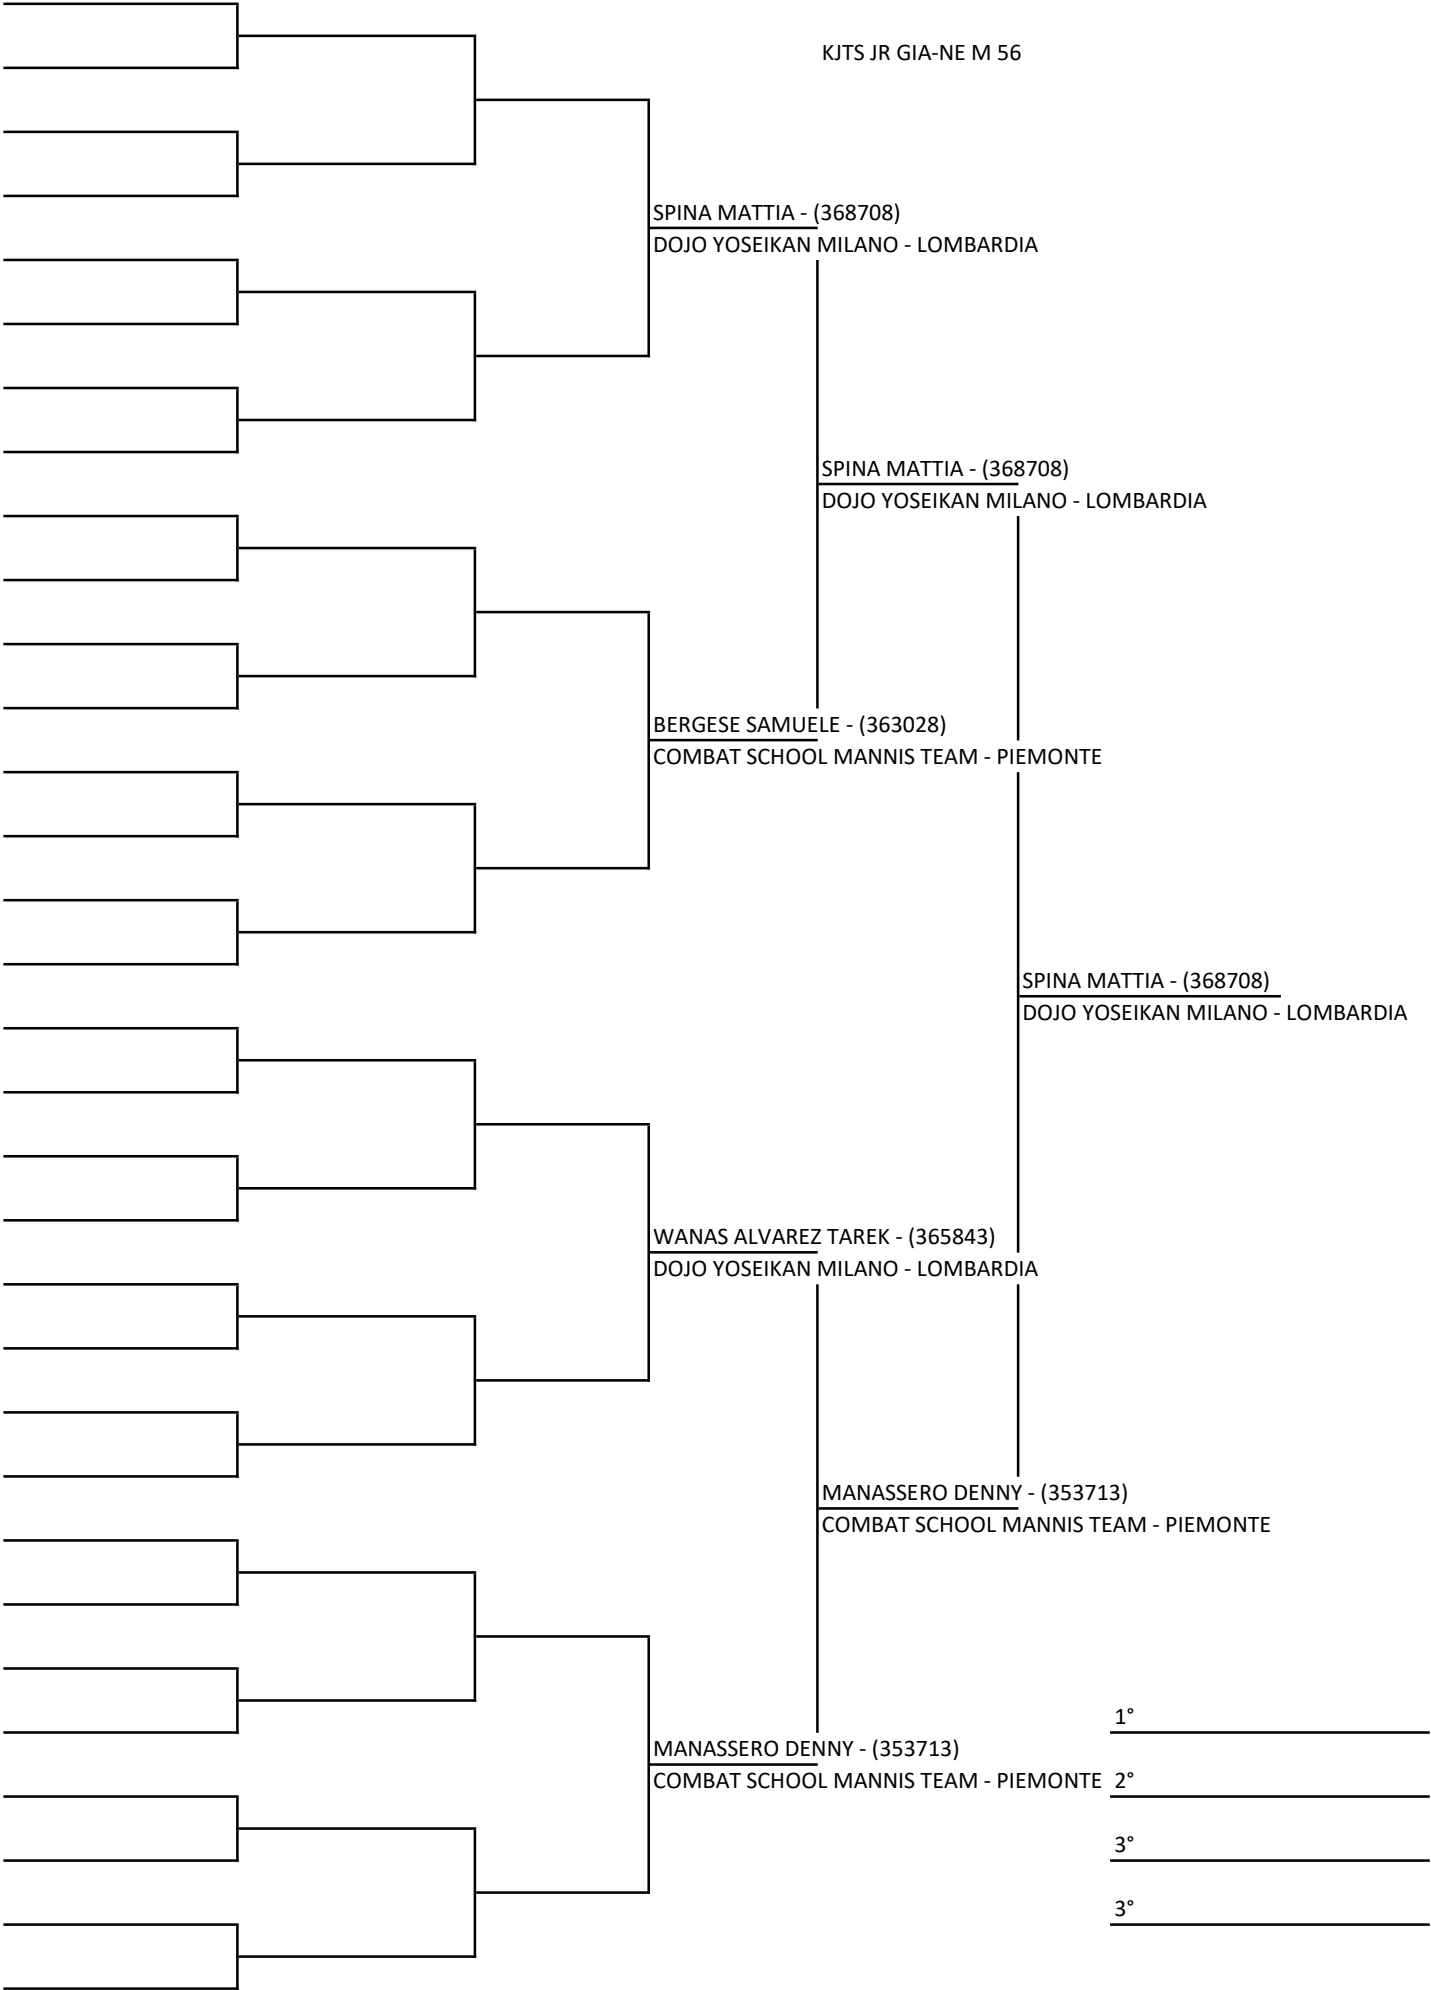 KJTS JR GIA-NE M 56
SPINA MATTIA - (368708)
DOJO YOSEIKAN MILANO - LOMBARDIA
SPINA MATTIA - (368708)
DOJO YOSEIKAN MILANO - LOMBARDIA
BERGESE SAMUELE - (363028)
COMBAT SCHOOL MANNIS TEAM - PIEMONTE
SPINA MATTIA - (368708)
DOJO YOSEIKAN MILANO - LOMBARDIA
WANAS ALVAREZ TAREK - (365843)
DOJO YOSEIKAN MILANO - LOMBARDIA
MANASSERO DENNY - (353713)
COMBAT SCHOOL MANNIS TEAM - PIEMONTE
1°
MANASSERO DENNY - (353713)
COMBAT SCHOOL MANNIS TEAM - PIEMONTE 2°
3°
3°